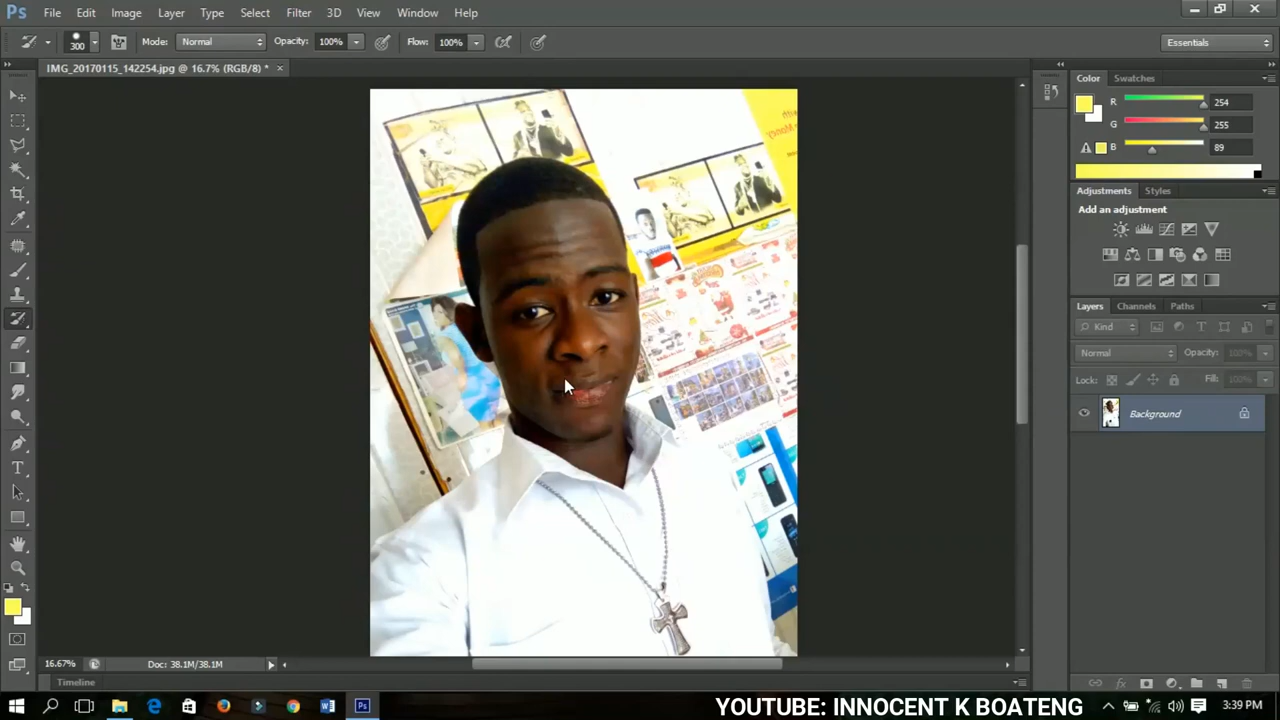 Ps File Edit Image Layer Type Select Filter 3D View Window Help
300 Mode: Normal Opacity: 100% Flow: 100% Essentials
IMG_20170115_142254.jpg @ 16.7% (RGB/8) * ×
Color Swatches
R 254
G 255
B 89
Adjustments Styles
Add an adjustment
Layers Channels Paths
Kind
Normal Opacity: 100%
Lock: Fill: 100%
Background
16.67% Doc: 38.1M/38.1M
Timeline
YOUTUBE: INNOCENT K BOATENG
3:39 PM